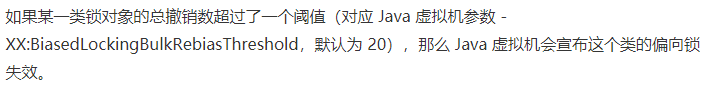 如果某一类锁对象的总撤销数超过了一个阈值（对应 Java 虚拟机参数 -
XX:BiasedLockingBulkRebiasThreshold，默认为 20），那么 Java 虚拟机会宣布这个类的偏向锁
失效。